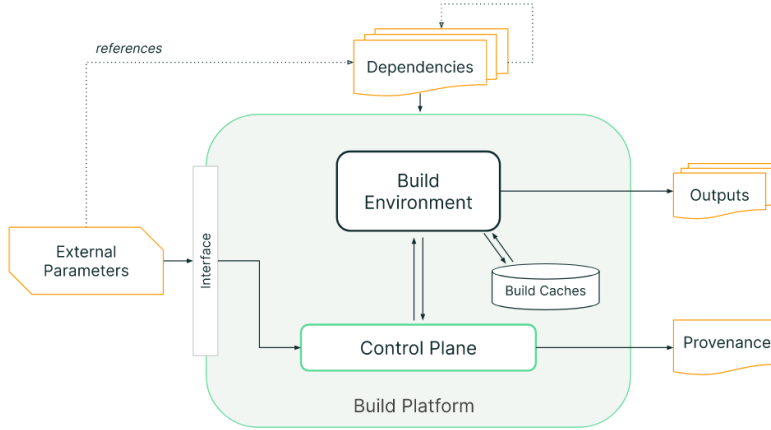 references
Dependencies
Build
Environment
Outputs
External
Parameters
Interface
Build Caches
Control Plane
Provenance
Build Platform